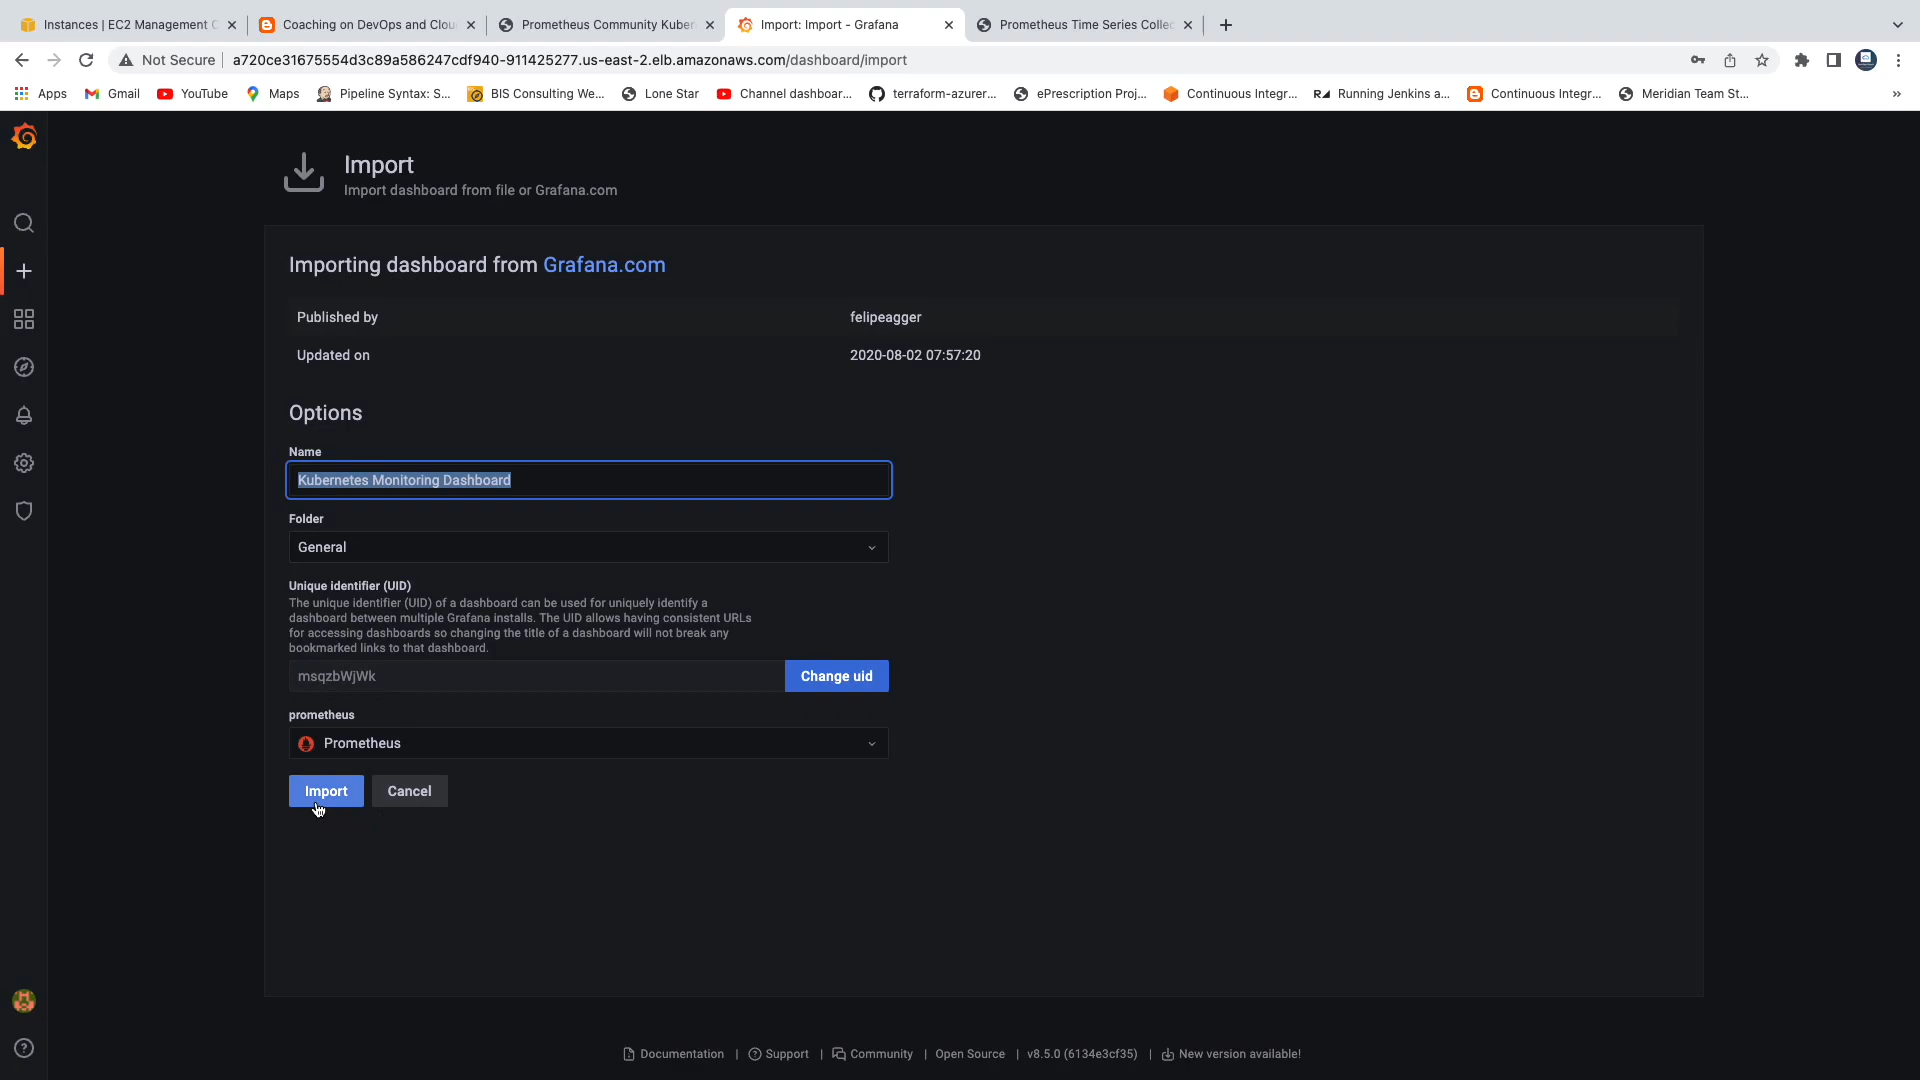 Instances | EC2 Management C
Coaching on DevOps and Clou
Prometheus Community Kuber
Import: Import - Grafana
Prometheus Time Series Collec
Not Secure
a720ce31675554d3c89a586247cdf940-911425277.us-east-2.elb.amazonaws.com/dashboard/import
Apps
Gmail
YouTube
Maps
Pipeline Syntax: S...
BIS Consulting We...
Lone Star
Channel dashboar...
terraform-azurer...
ePrescription Proj...
Continuous Integr...
Running Jenkins a...
Continuous Integr...
Meridian Team St...
Import
Import dashboard from file or Grafana.com
Importing dashboard from Grafana.com
Published by
felipeagger
Updated on
2020-08-02 07:57:20
Options
Name
Kubernetes Monitoring Dashboard
Folder
General
Unique identifier (UID)
The unique identifier (UID) of a dashboard can be used for uniquely identify a
dashboard between multiple Grafana installs. The UID allows having consistent URLs
for accessing dashboards so changing the title of a dashboard will not break any
bookmarked links to that dashboard.
msqzbWjWk
Change uid
prometheus
Prometheus
Import
Cancel
Documentation | Support | Community | Open Source | v8.5.0 (6134e3cf35) | New version available!